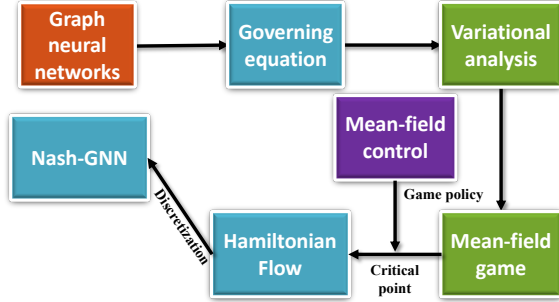 Graph
neural
networks
Governing
equation
Variational
analysis
Nash-GNN
Mean-field
control
Game policy
Discretization
Hamiltonian
Flow
Critical
point
Mean-field
game